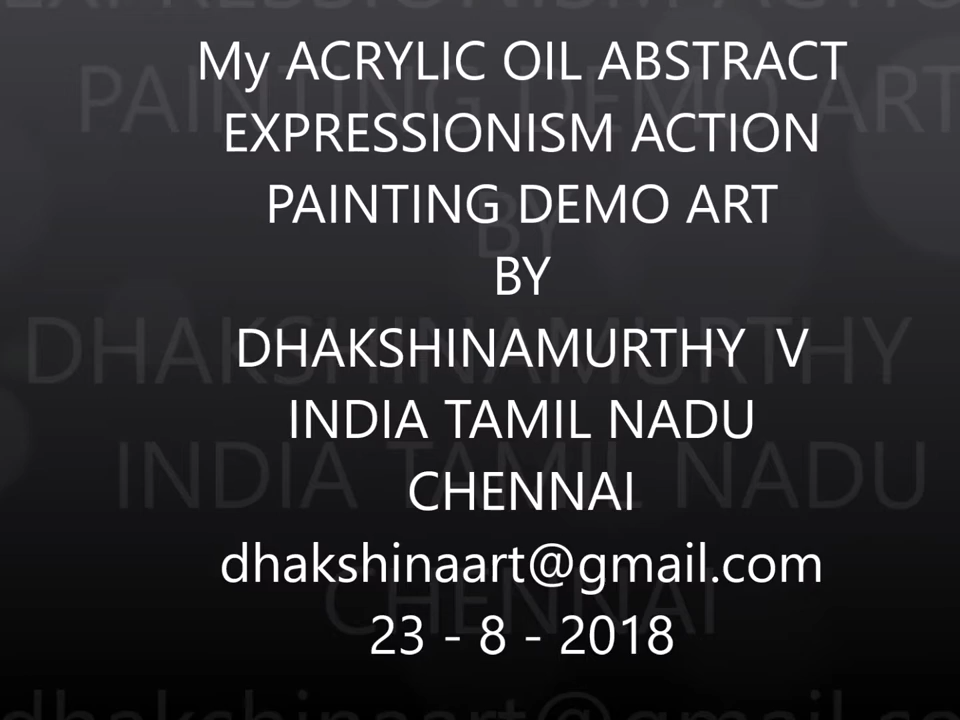 My ACRYLIC OIL ABSTRACT
EXPRESSIONISM ACTION
PAINTING DEMO ART
BY
DHAKSHINAMURTHY V
INDIA TAMIL NADU
CHENNAI
dhakshinaart@gmail.com
23 - 8 - 2018